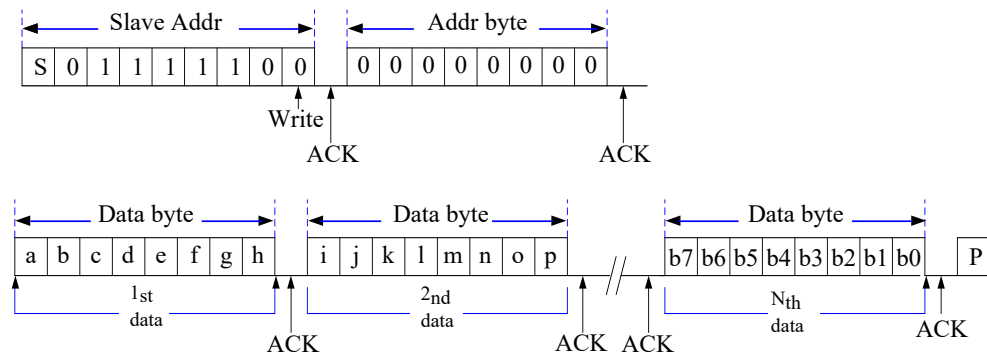 Slave Addr Addr byte
S 0 1 1 1 1 1 0 0 0 0 0 0 0 0 0 0
Write
ACK ACK
Data byte Data byte Data byte
a b c d e f g h i j k l m n o p b7 b6 b5 b4 b3 b2 b1 b0 P
1st 2nd Nth
data data data
ACK ACK ACK ACK